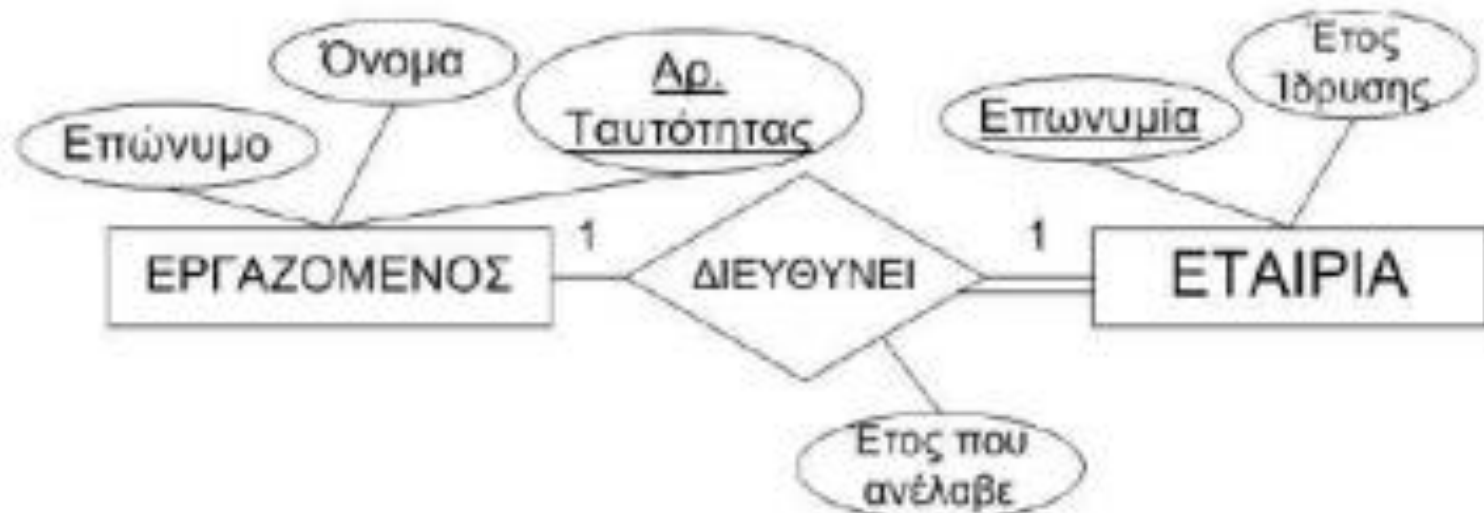 Όνομα
Αρ.
Ταυτότητας
Επώνυμο
Έτος
Ίδρυσης
Επωνυμία
ΕΡΓΑΖΟΜΕΝΟΣ
1
ΔΙΕΥΘΥΝΕΙ
1
ΕΤΑΙΡΙΑ
Έτος που
ανέλαβε